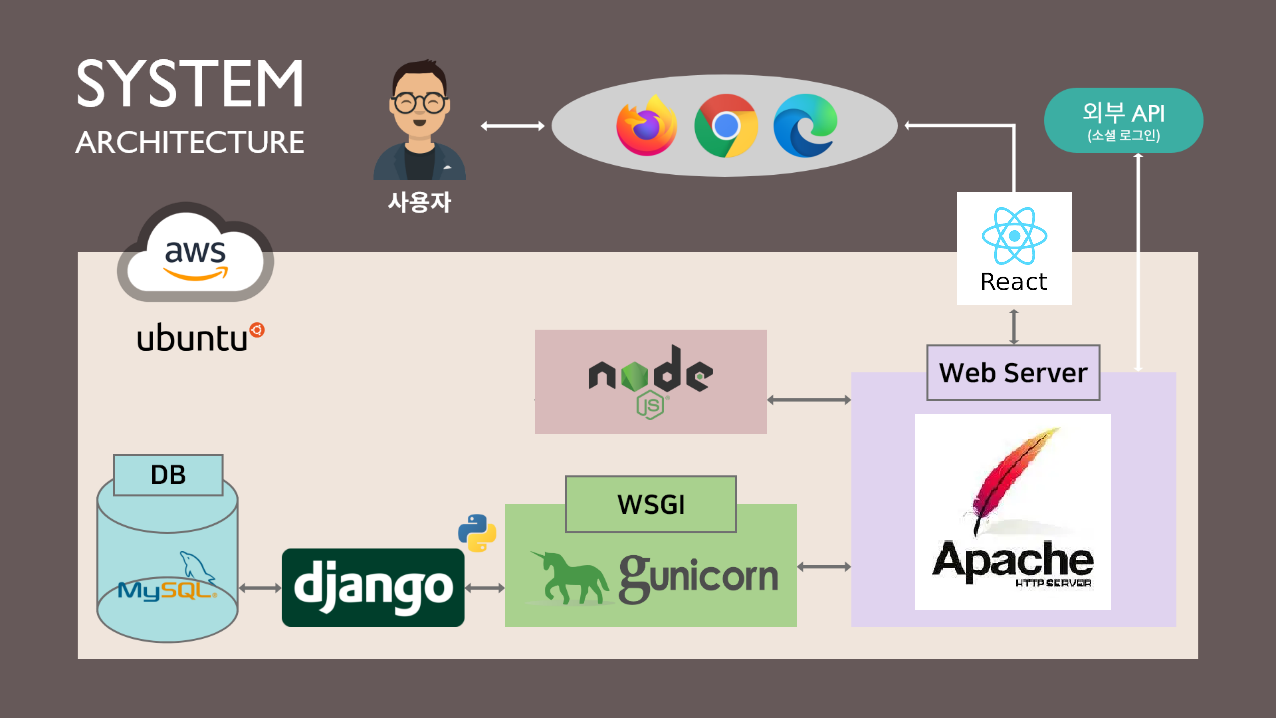 SYSTEM
ARCHITECTURE
사용자
외부 API
(소셜 로그인)
aws
ubuntu
React
node
JS
Web Server
Apache
HTTP SERVER
DB
MySQL
django
WSGI
gunicorn